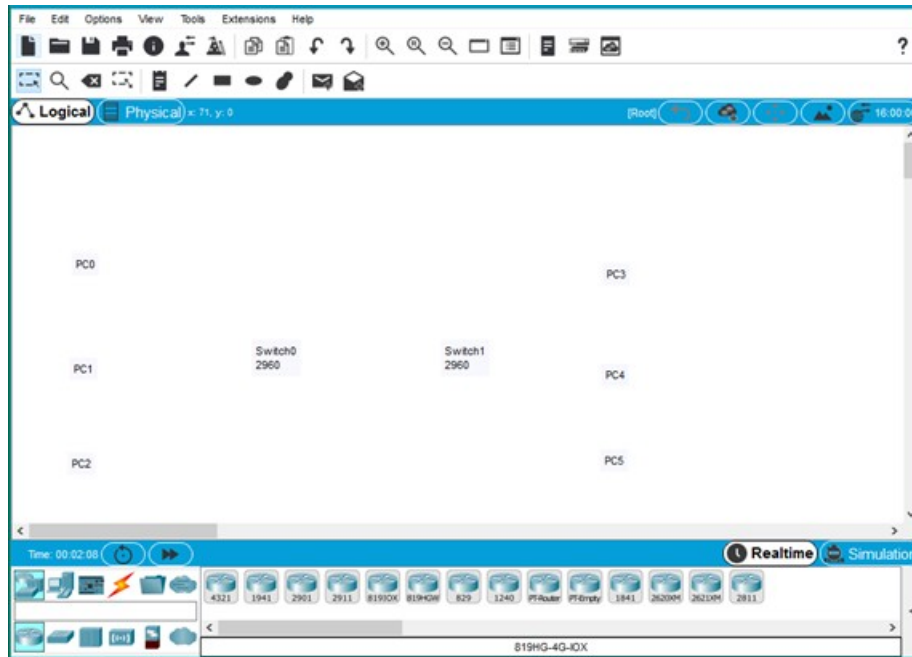 File Edit Options View Tools Extensions Help
?
Logical Physical x: 71, y: 0 [Root] 16:00:0
PC0
PC3
Switch0 Switch1
2960 2960
PC1
PC4
PC2
PC5
Time: 00:02:08 Realtime Simulation
4321 1941 2901 2911 819IOX 819HGW 829 1240 PT-Router PT-Empty 1841 2620XM 2621XM 2811
819HG-4G-IOX